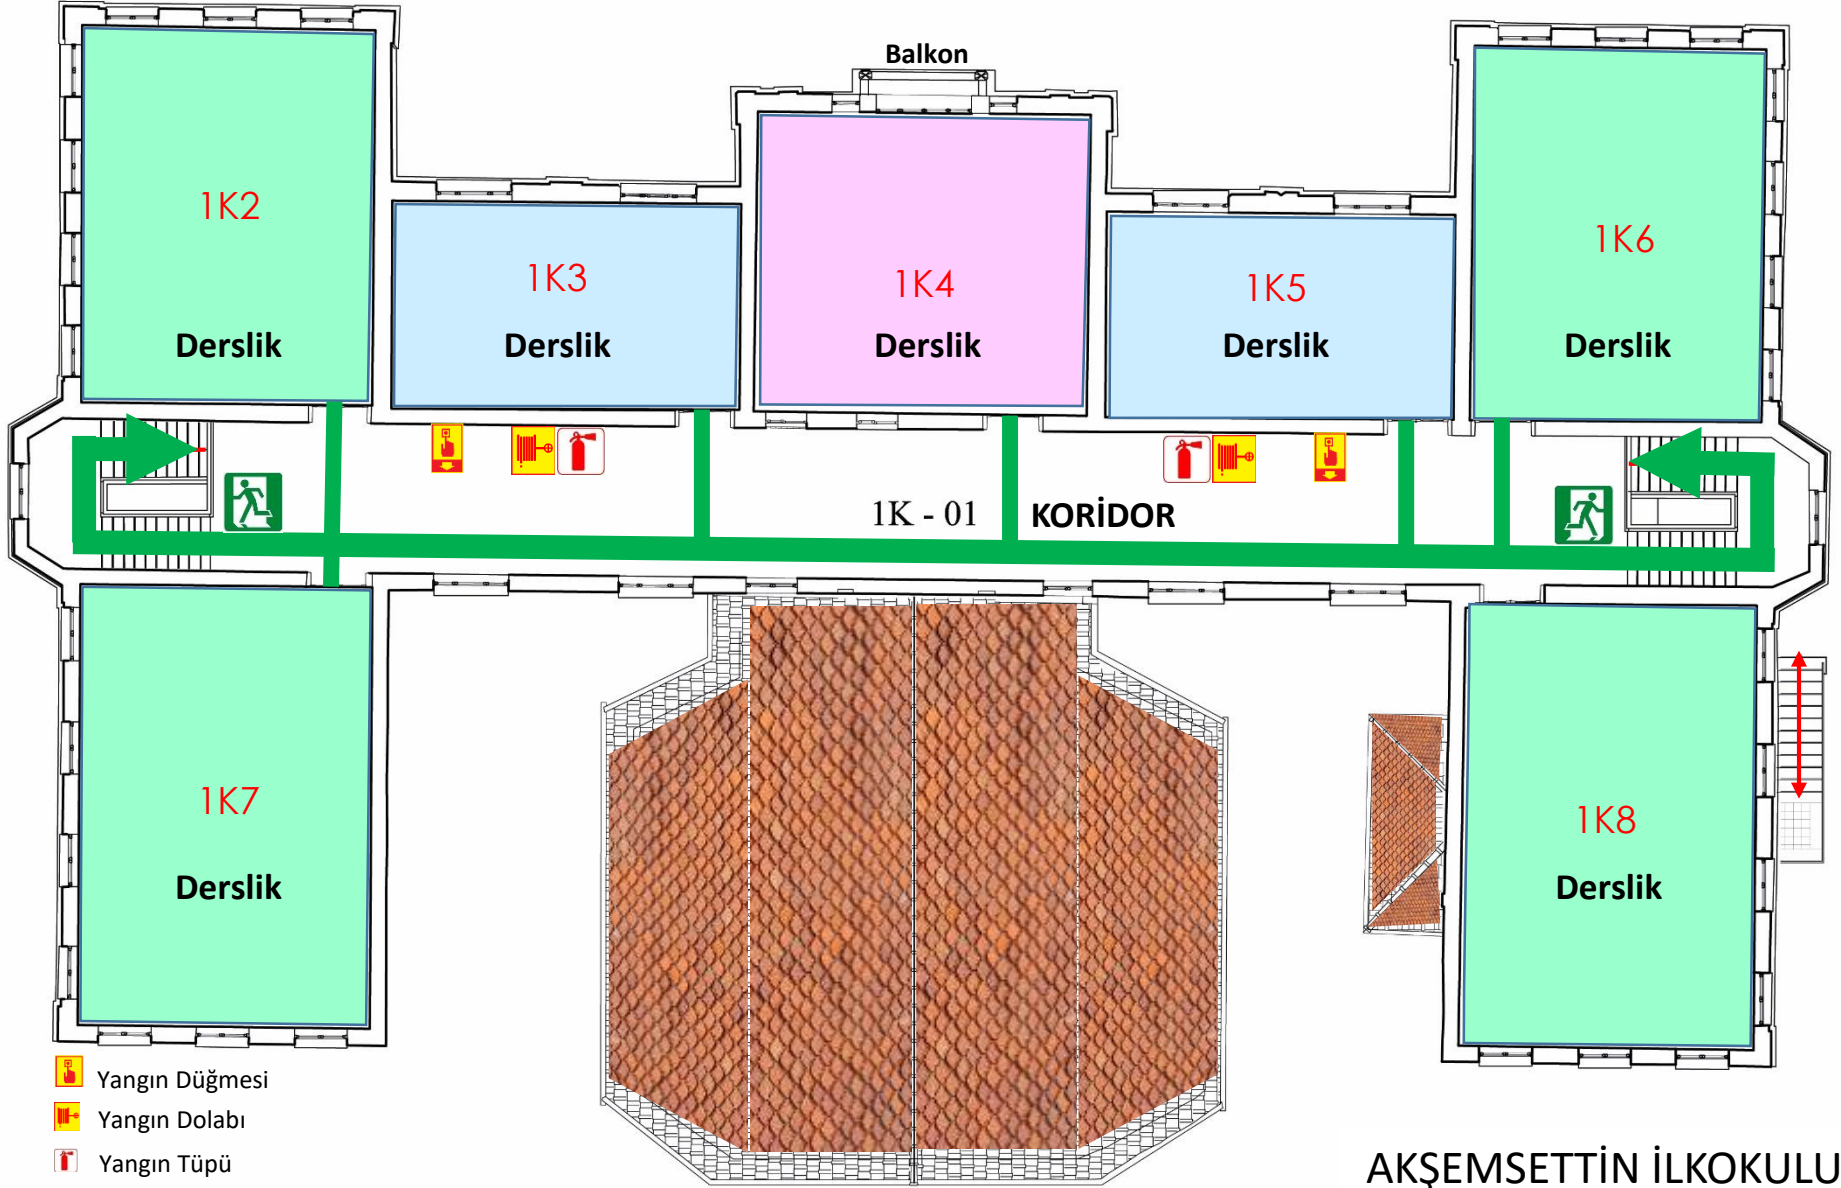 Balkon
1K2
Derslik
1K3
Derslik
1K4
Derslik
1K5
Derslik
1K6
Derslik
1K - 01
KORİDOR
1K7
Derslik
1K8
Derslik
Yangın Düğmesi
Yangın Dolabı
Yangın Tüpü
AKŞEMSETTİN İLKOKULU